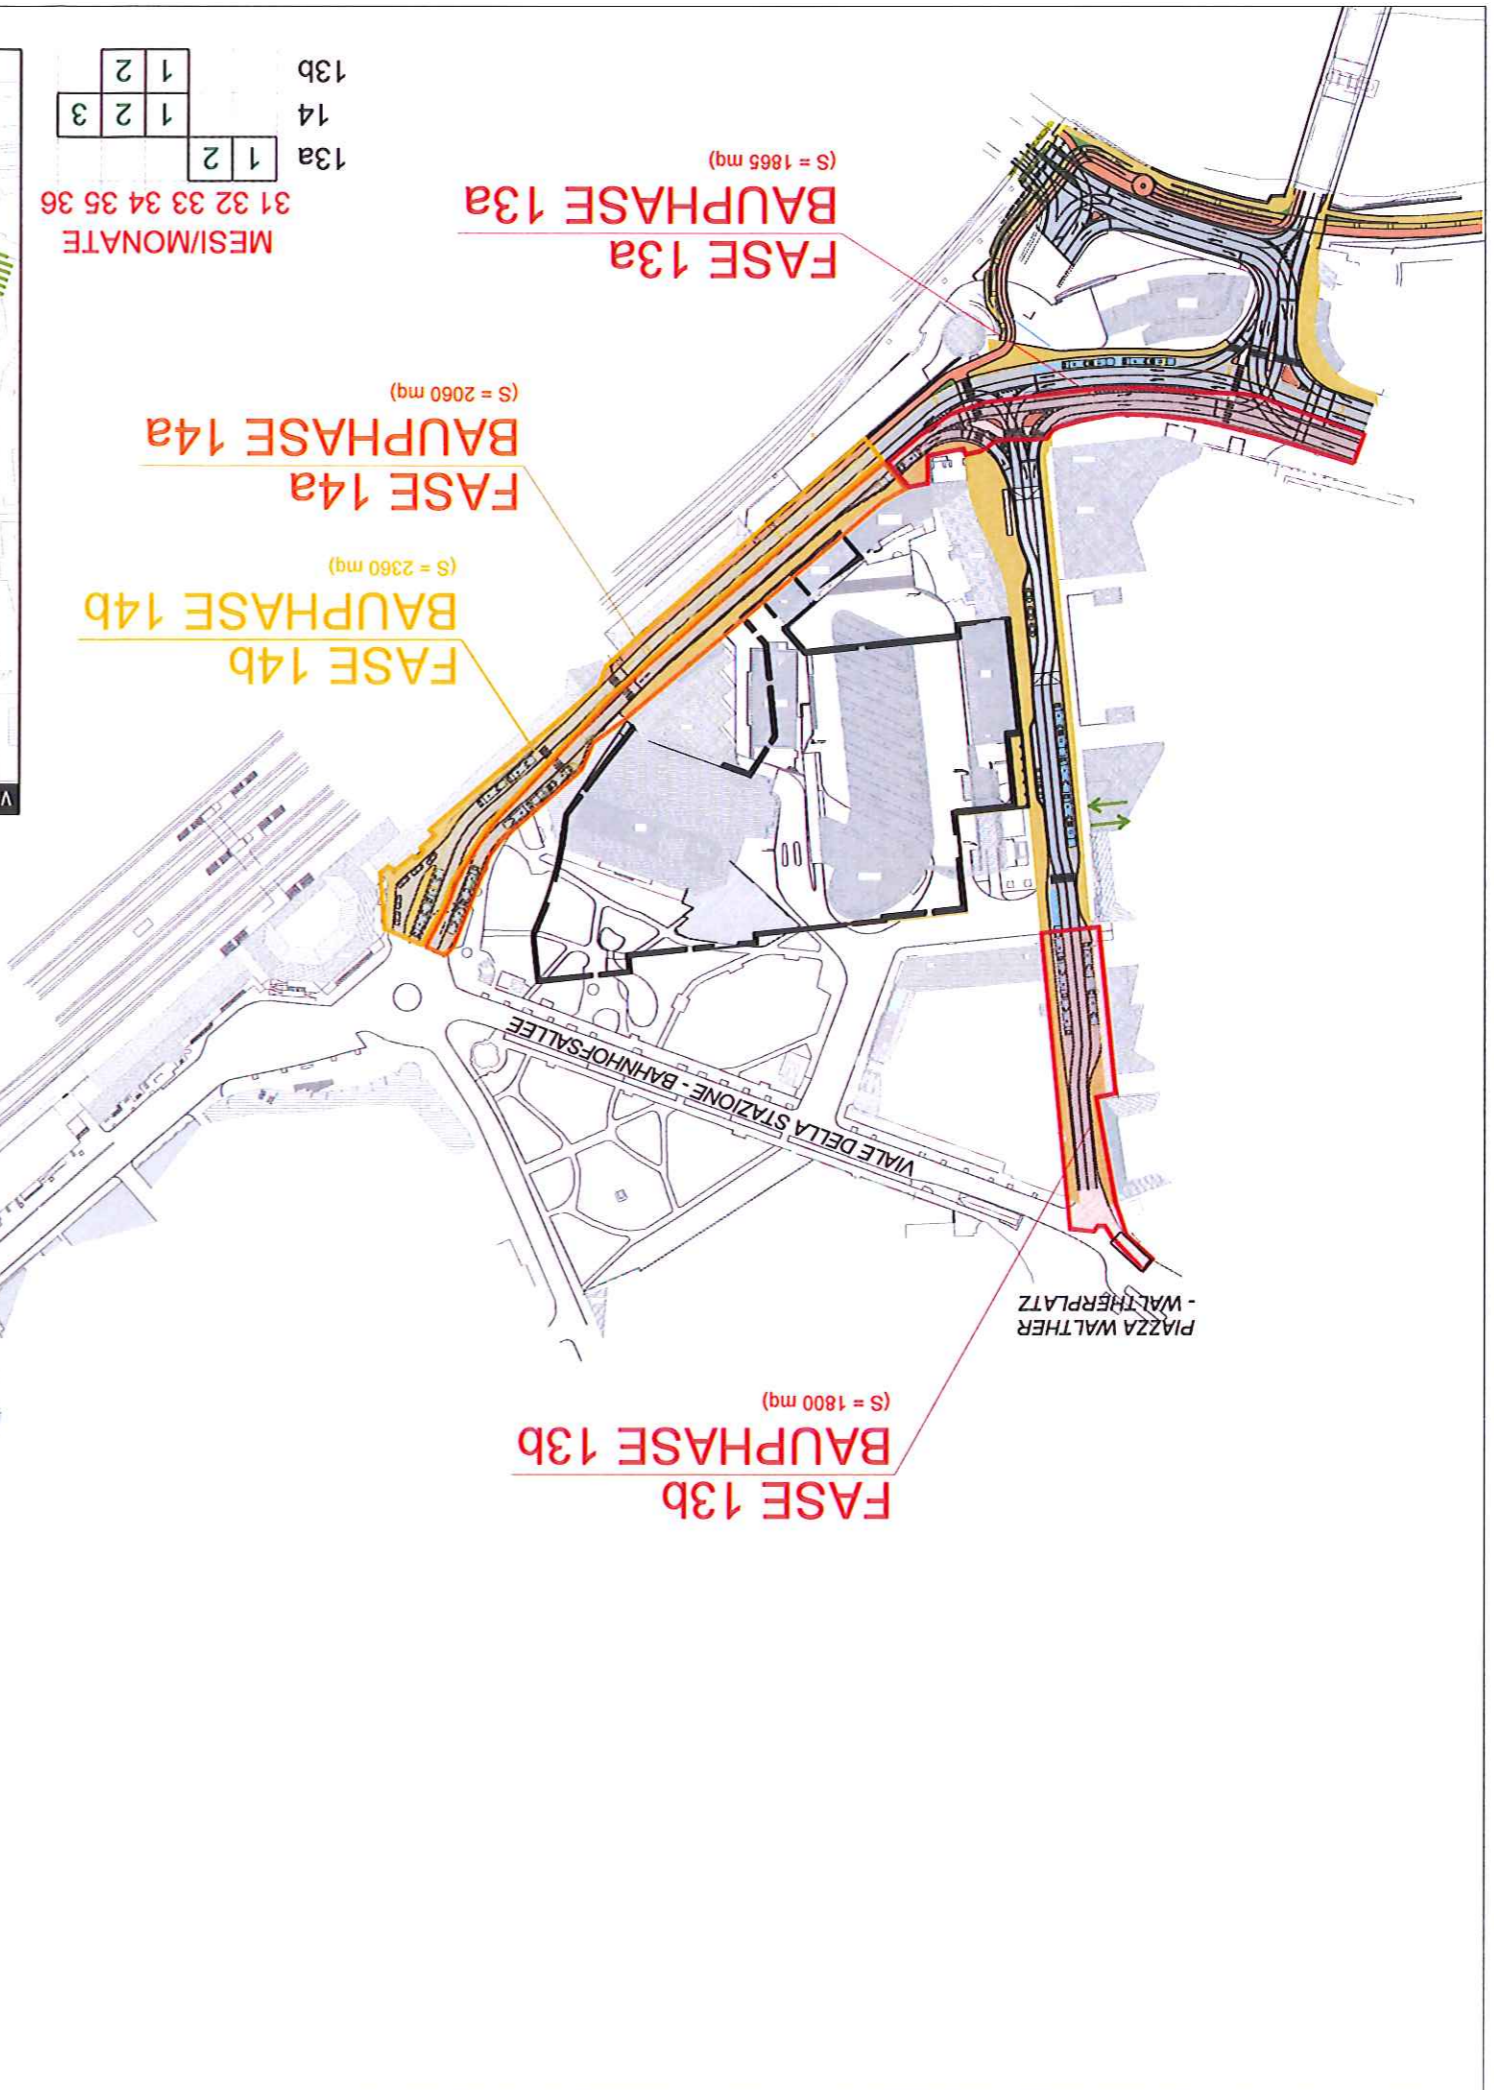 FASE 13b
BAUPHASE 13b
(S = 1800 mq)
PIAZZA WALTHER
- WALTHERPLATZ
VIALE DELLA STAZIONE - BAHNHOFSALLEE
FASE 14b
BAUPHASE 14b
(S = 2360 mq)
FASE 14a
BAUPHASE 14a
(S = 2060 mq)
FASE 13a
BAUPHASE 13a
(S = 1865 mq)
MESI/MONATE
31 32 33 34 35 36
13a 1 2
14 1 2 3
13b 1 2